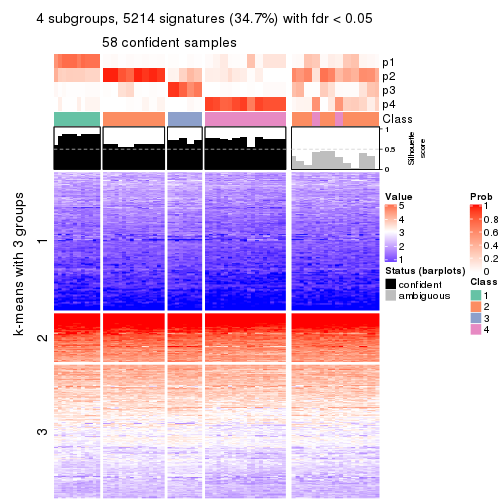 4 subgroups, 5214 signatures (34.7%) with fdr < 0.05
58 confident samples
p1
p2
p3
p4
Class
1
0.5
0
Silhouette
score
k-means with 3 groups
1
2
3
Value
5
4
3
2
1
Status (barplots)
confident
ambiguous
Prob
1
0.8
0.6
0.4
0.2
0
Class
1
2
3
4